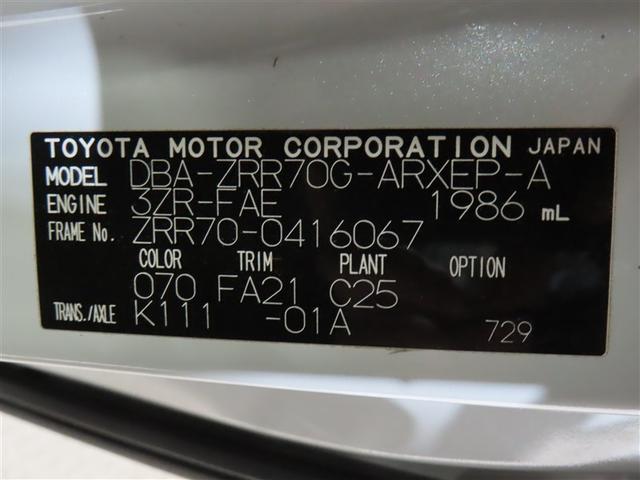 TOYOTA MOTOR CORPORATION JAPAN
MODEL DBA-ZRR70G-ARXEP-A
ENGINE 3ZR-FAE 1986 mL
FRAME No. ZRR70-0416067
COLOR TRIM PLANT OPTION
070 FA21 C25
TRANS./AXLE K111 -01A 729